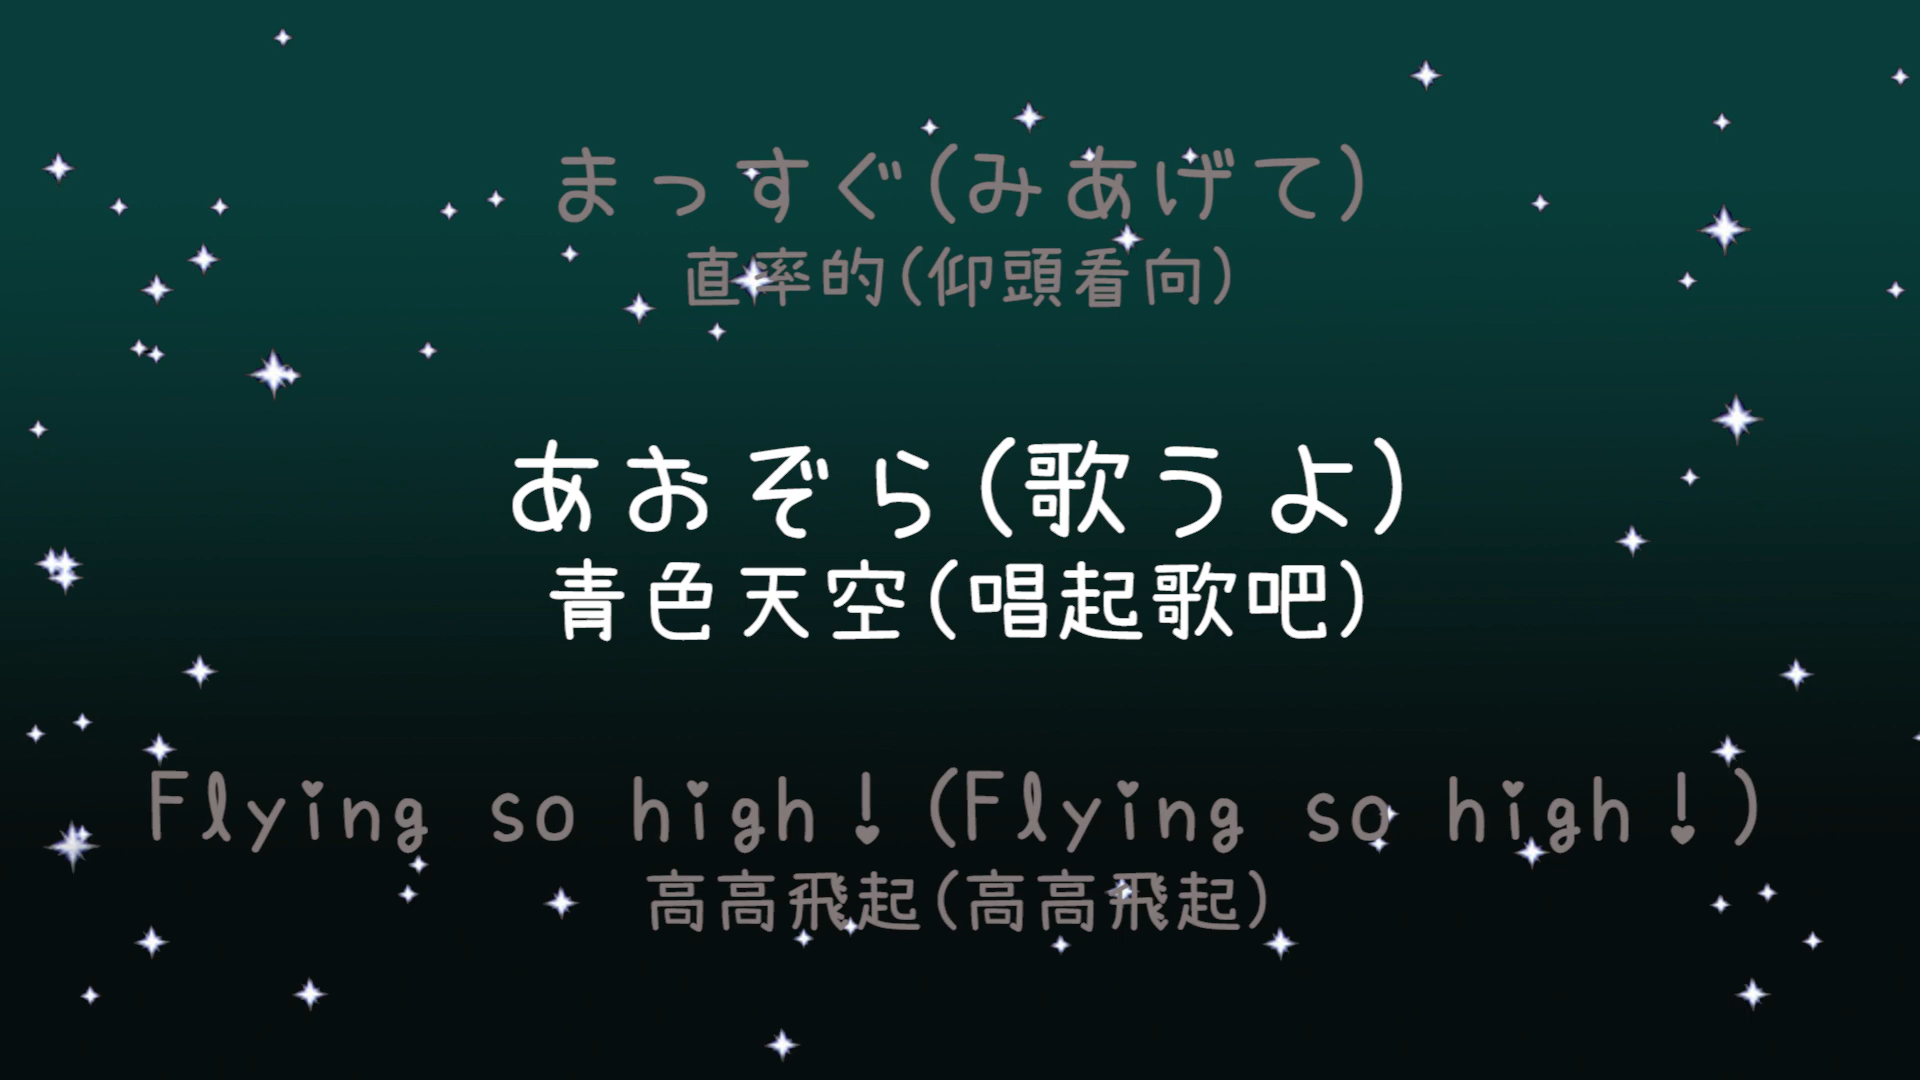 まっすぐ(みあげて)
直率的(仰頭看向)
あおぞら(歌うよ)
青色天空(唱起歌吧)
Flying so high!(Flying so high!)
高高飛起(高高飛起)